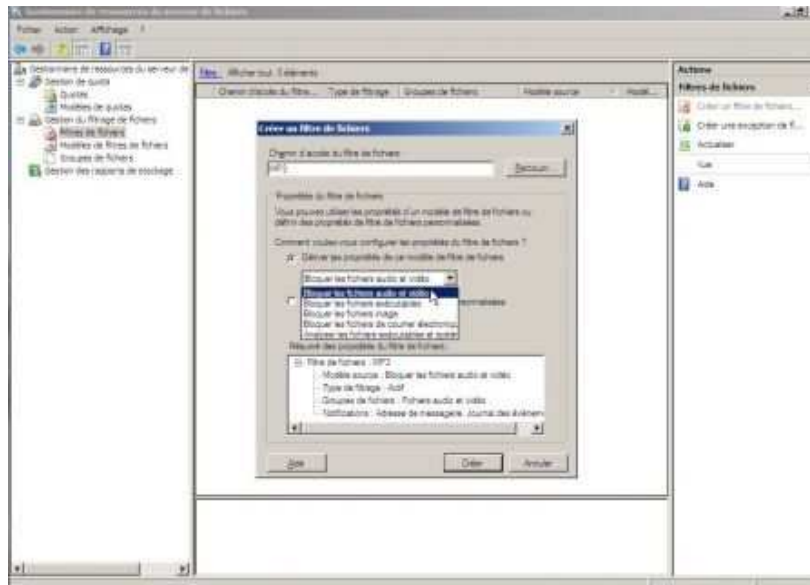 Gestionnaire de ressources du serveur de fichiers
Fichier Action Affichage ?
Gestionnaire de ressources du serveur de
Gestion de quota
Quotas
Modèles de quotas
Gestion du filtrage de fichiers
Filtres de fichiers
Modèles de filtres de fichiers
Groupes de fichiers
Gestion des rapports de stockage
Filtre : Afficher tout : 0 éléments
Chemin d'accès du filtre... Type de filtrage Groupes de fichiers Modèle source Modèl...
Actions
Filtres de fichiers
Créer un filtre de fichiers...
Créer une exception de f...
Actualiser
Vue
Aide
Créer un filtre de fichiers
Chemin d'accès du filtre de fichiers
Parcourir...
Propriétés du filtre de fichiers
Vous pouvez utiliser les propriétés d'un modèle de filtre de fichiers ou
définir des propriétés de filtre de fichiers personnalisées.
Comment voulez-vous configurer les propriétés du filtre de fichiers ?
Dériver les propriétés de ce modèle de filtre de fichiers
Bloquer les fichiers audio et vidéo
Bloquer les fichiers audio et vidéo
Bloquer les fichiers exécutables
Bloquer les fichiers image
Bloquer les fichiers de courrier électronique
Analyser les fichiers exécutables et systèm
personnalisées
Résumé des propriétés du filtre de fichiers :
Filtre de fichiers :
Modèle source : Bloquer les fichiers audio et vidéo
Type de filtrage : Actif
Groupes de fichiers : Fichiers audio et vidéo
Notifications : Adresse de messagerie, Journal des événem
Aide Créer Annuler